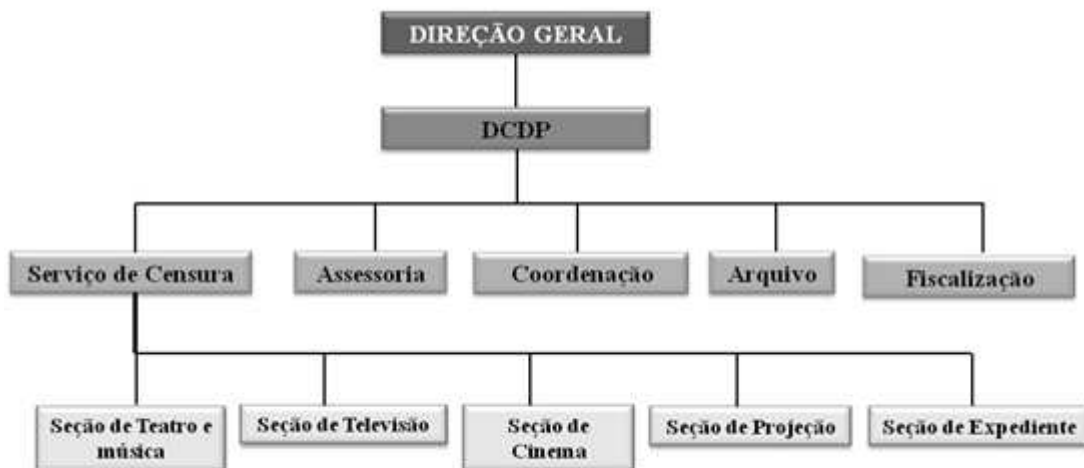 DIREÇÃO GERAL
DCDP
Serviço de Censura
Assessoria
Coordenação
Arquivo
Fiscalização
Seção de Teatro e
música
Seção de Televisão
Seção de
Cinema
Seção de Projeção
Seção de Expediente